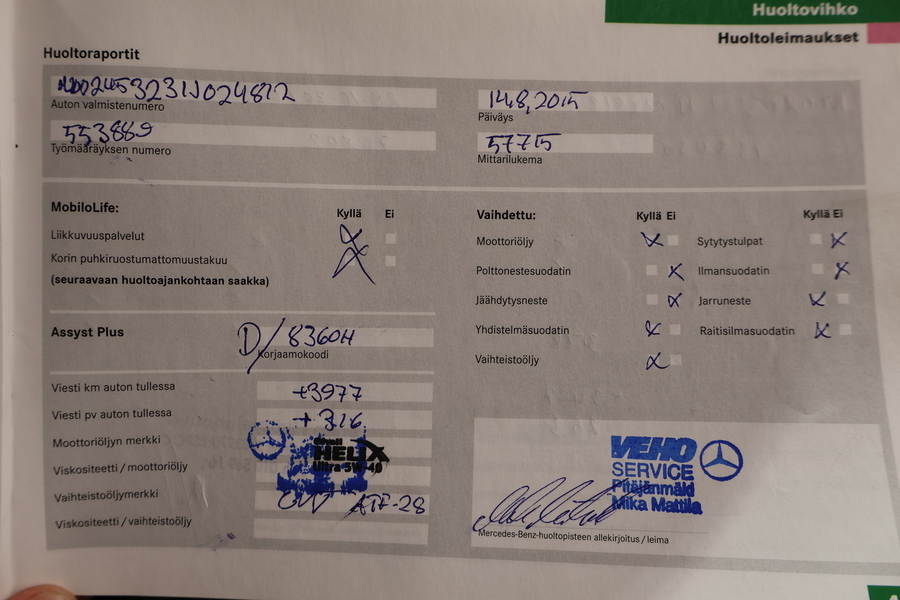 Huoltovihko
Huoltoleimaukset
Huoltoraportit
Auton valmistenumero
14.8,2015
Päiväys
553889
Työmääräyksen numero
57715
Mittarilukema
MobiloLife:
Kyllä Ei
Liikkuvuuspalvelut
Korin puhkiruostumattomuustakuu
(seuraavaan huoltoajankohtaan saakka)
Vaihdettu:
Kyllä Ei
Kyllä Ei
Moottoriöljy
Sytytystulpat
Polttonestesuodatin
Ilmansuodatin
Jäähdytysneste
Jarruneste
Yhdistelmäsuodatin
Raitisilmasuodatin
Vaihteistoöljy
Assyst Plus
D/83604
Korjaamokoodi
Viesti km auton tullessa
+3977
Viesti pv auton tullessa
+316
Moottoriöljyn merkki
HELIX
Ultra 5W-40
Viskositeetti / moottoriöljy
Vaihteistoöljymerkki
ATF-28
Viskositeetti / vaihteistoöljy
VEHO
SERVICE
Pitäjänmäki
Mika Mattila
Mercedes-Benz-huoltopisteen allekirjoitus / leima